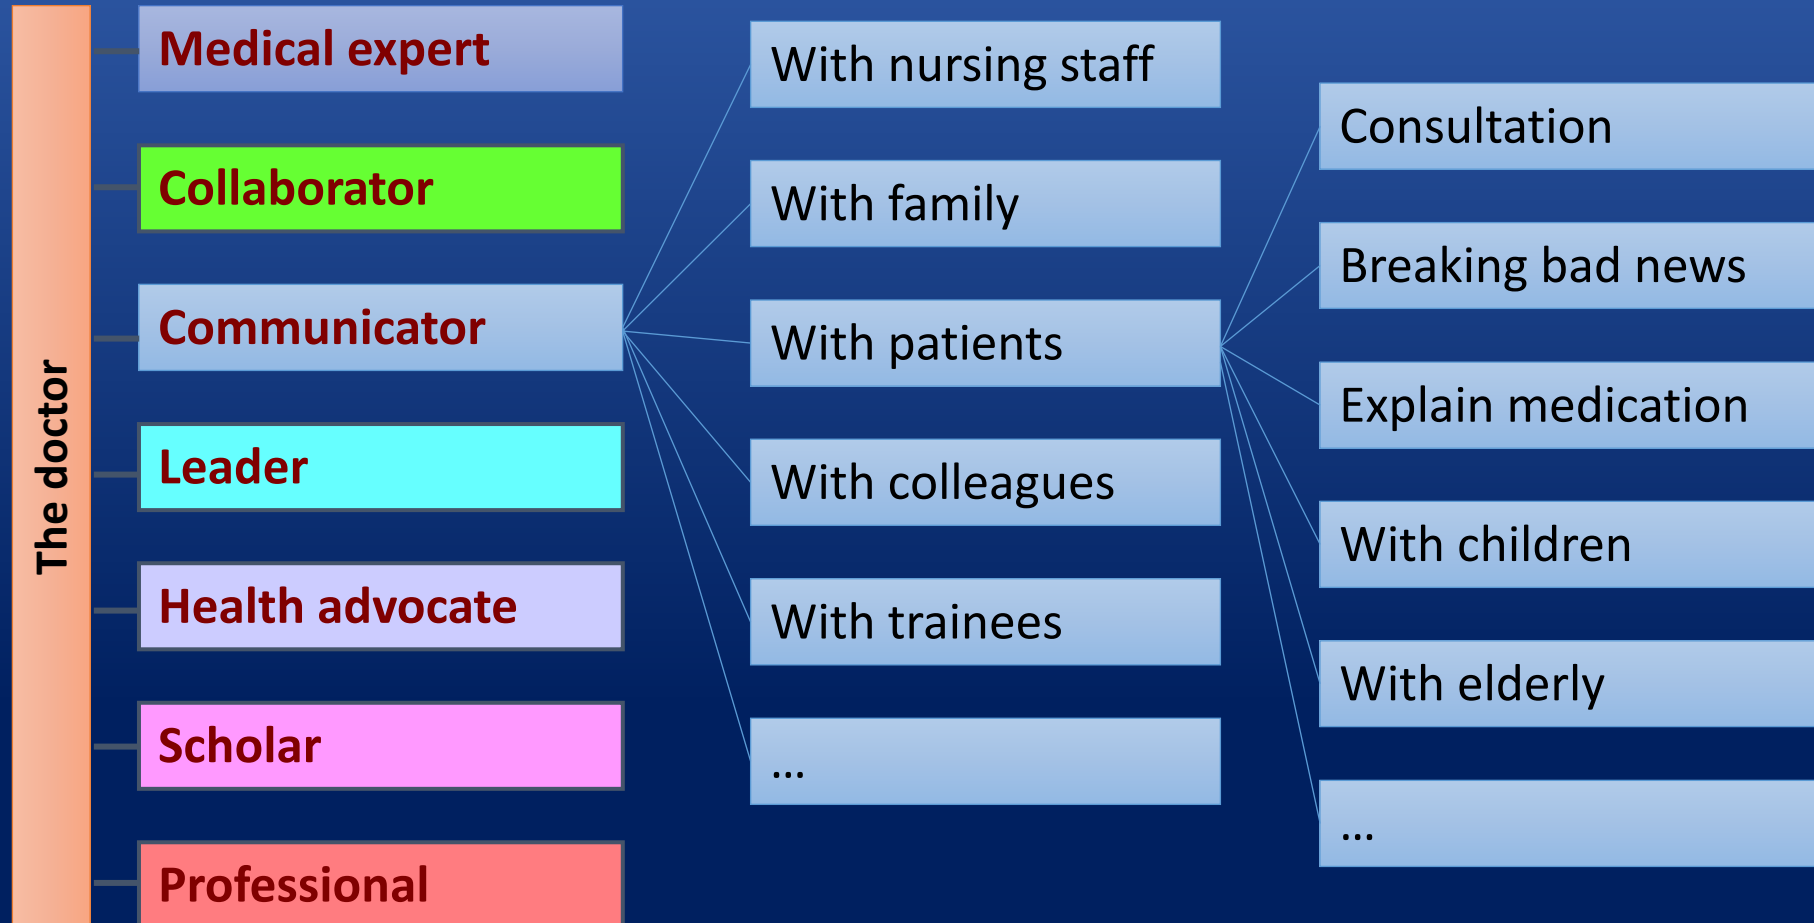 The doctor
Medical expert
Collaborator
Communicator
Leader
Health advocate
Scholar
Professional
With nursing staff
With family
With patients
With colleagues
With trainees
...
Consultation
Breaking bad news
Explain medication
With children
With elderly
...